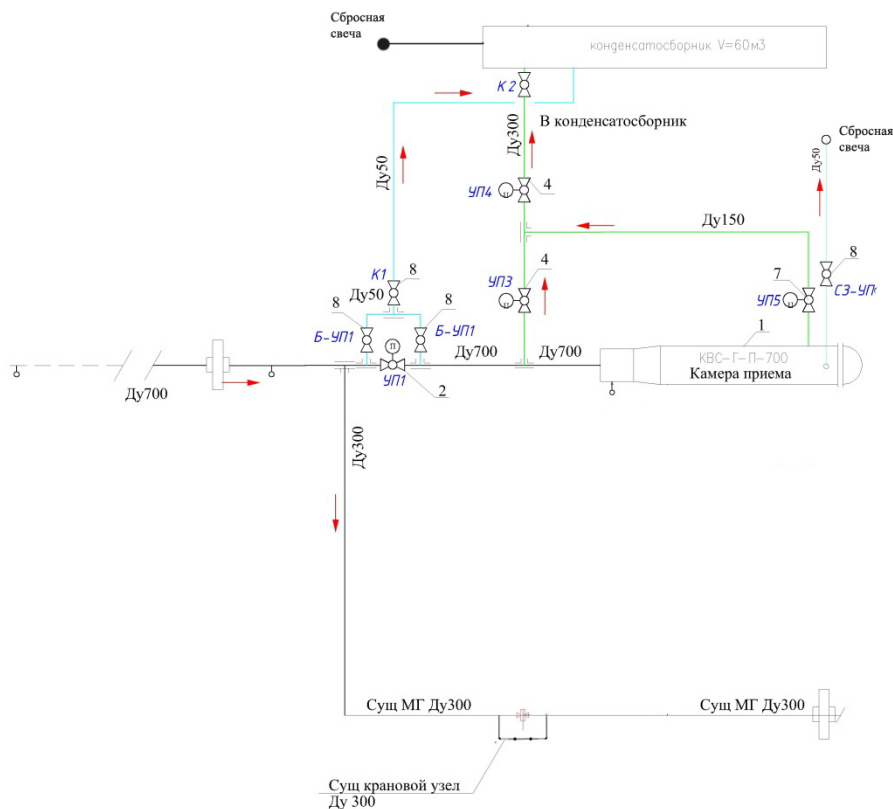 Сбросная
свеча
конденсатосборник V=60м3
К 2
В конденсатосборник
Ду300
Сбросная
свеча
Ду50
Ду50
УП4
4
Ду150
К1
8
УП3
4
7
8
УП5
Ду50
8
8
Б-УП1
Б-УП1
1
п
Ду700
Ду700
КВС-Г-П-700
Камера приема
УП1
2
Ду700
Ду300
Сущ МГ Ду300
Сущ МГ Ду300
Сущ крановой узел
Ду 300